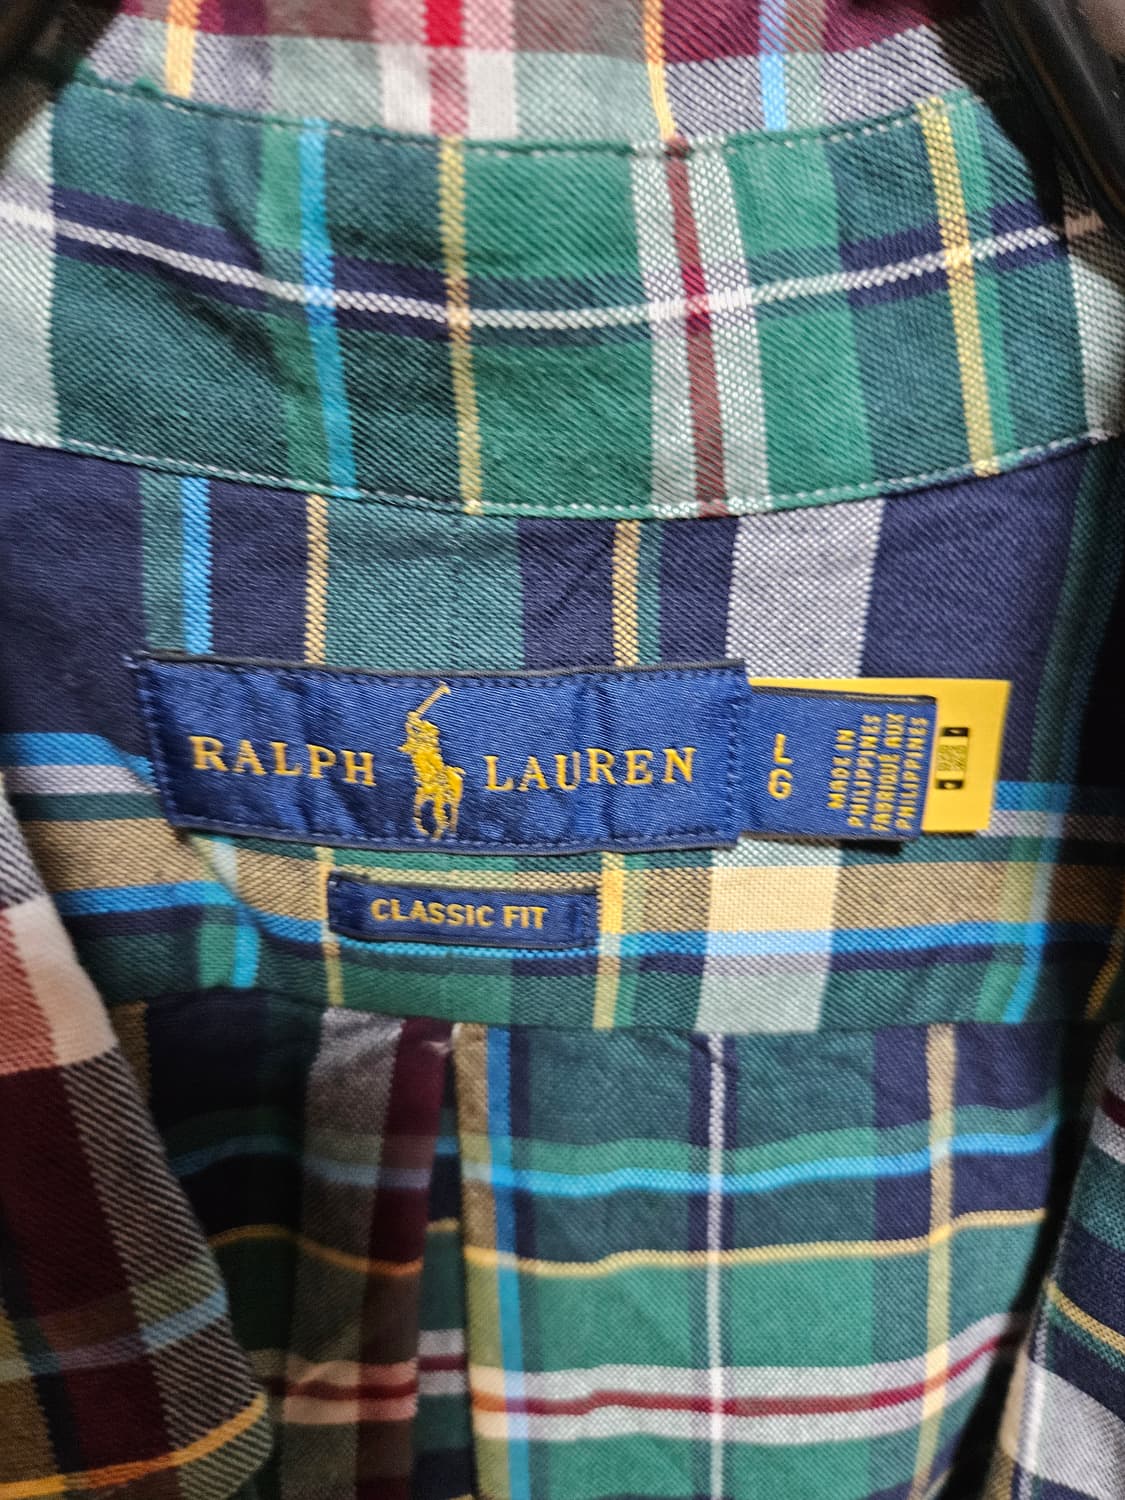 RALPH LAUREN
L
G
MADE IN
PHILIPPINES
FABRIQUÉ AUX
PHILIPPINES
CLASSIC FIT